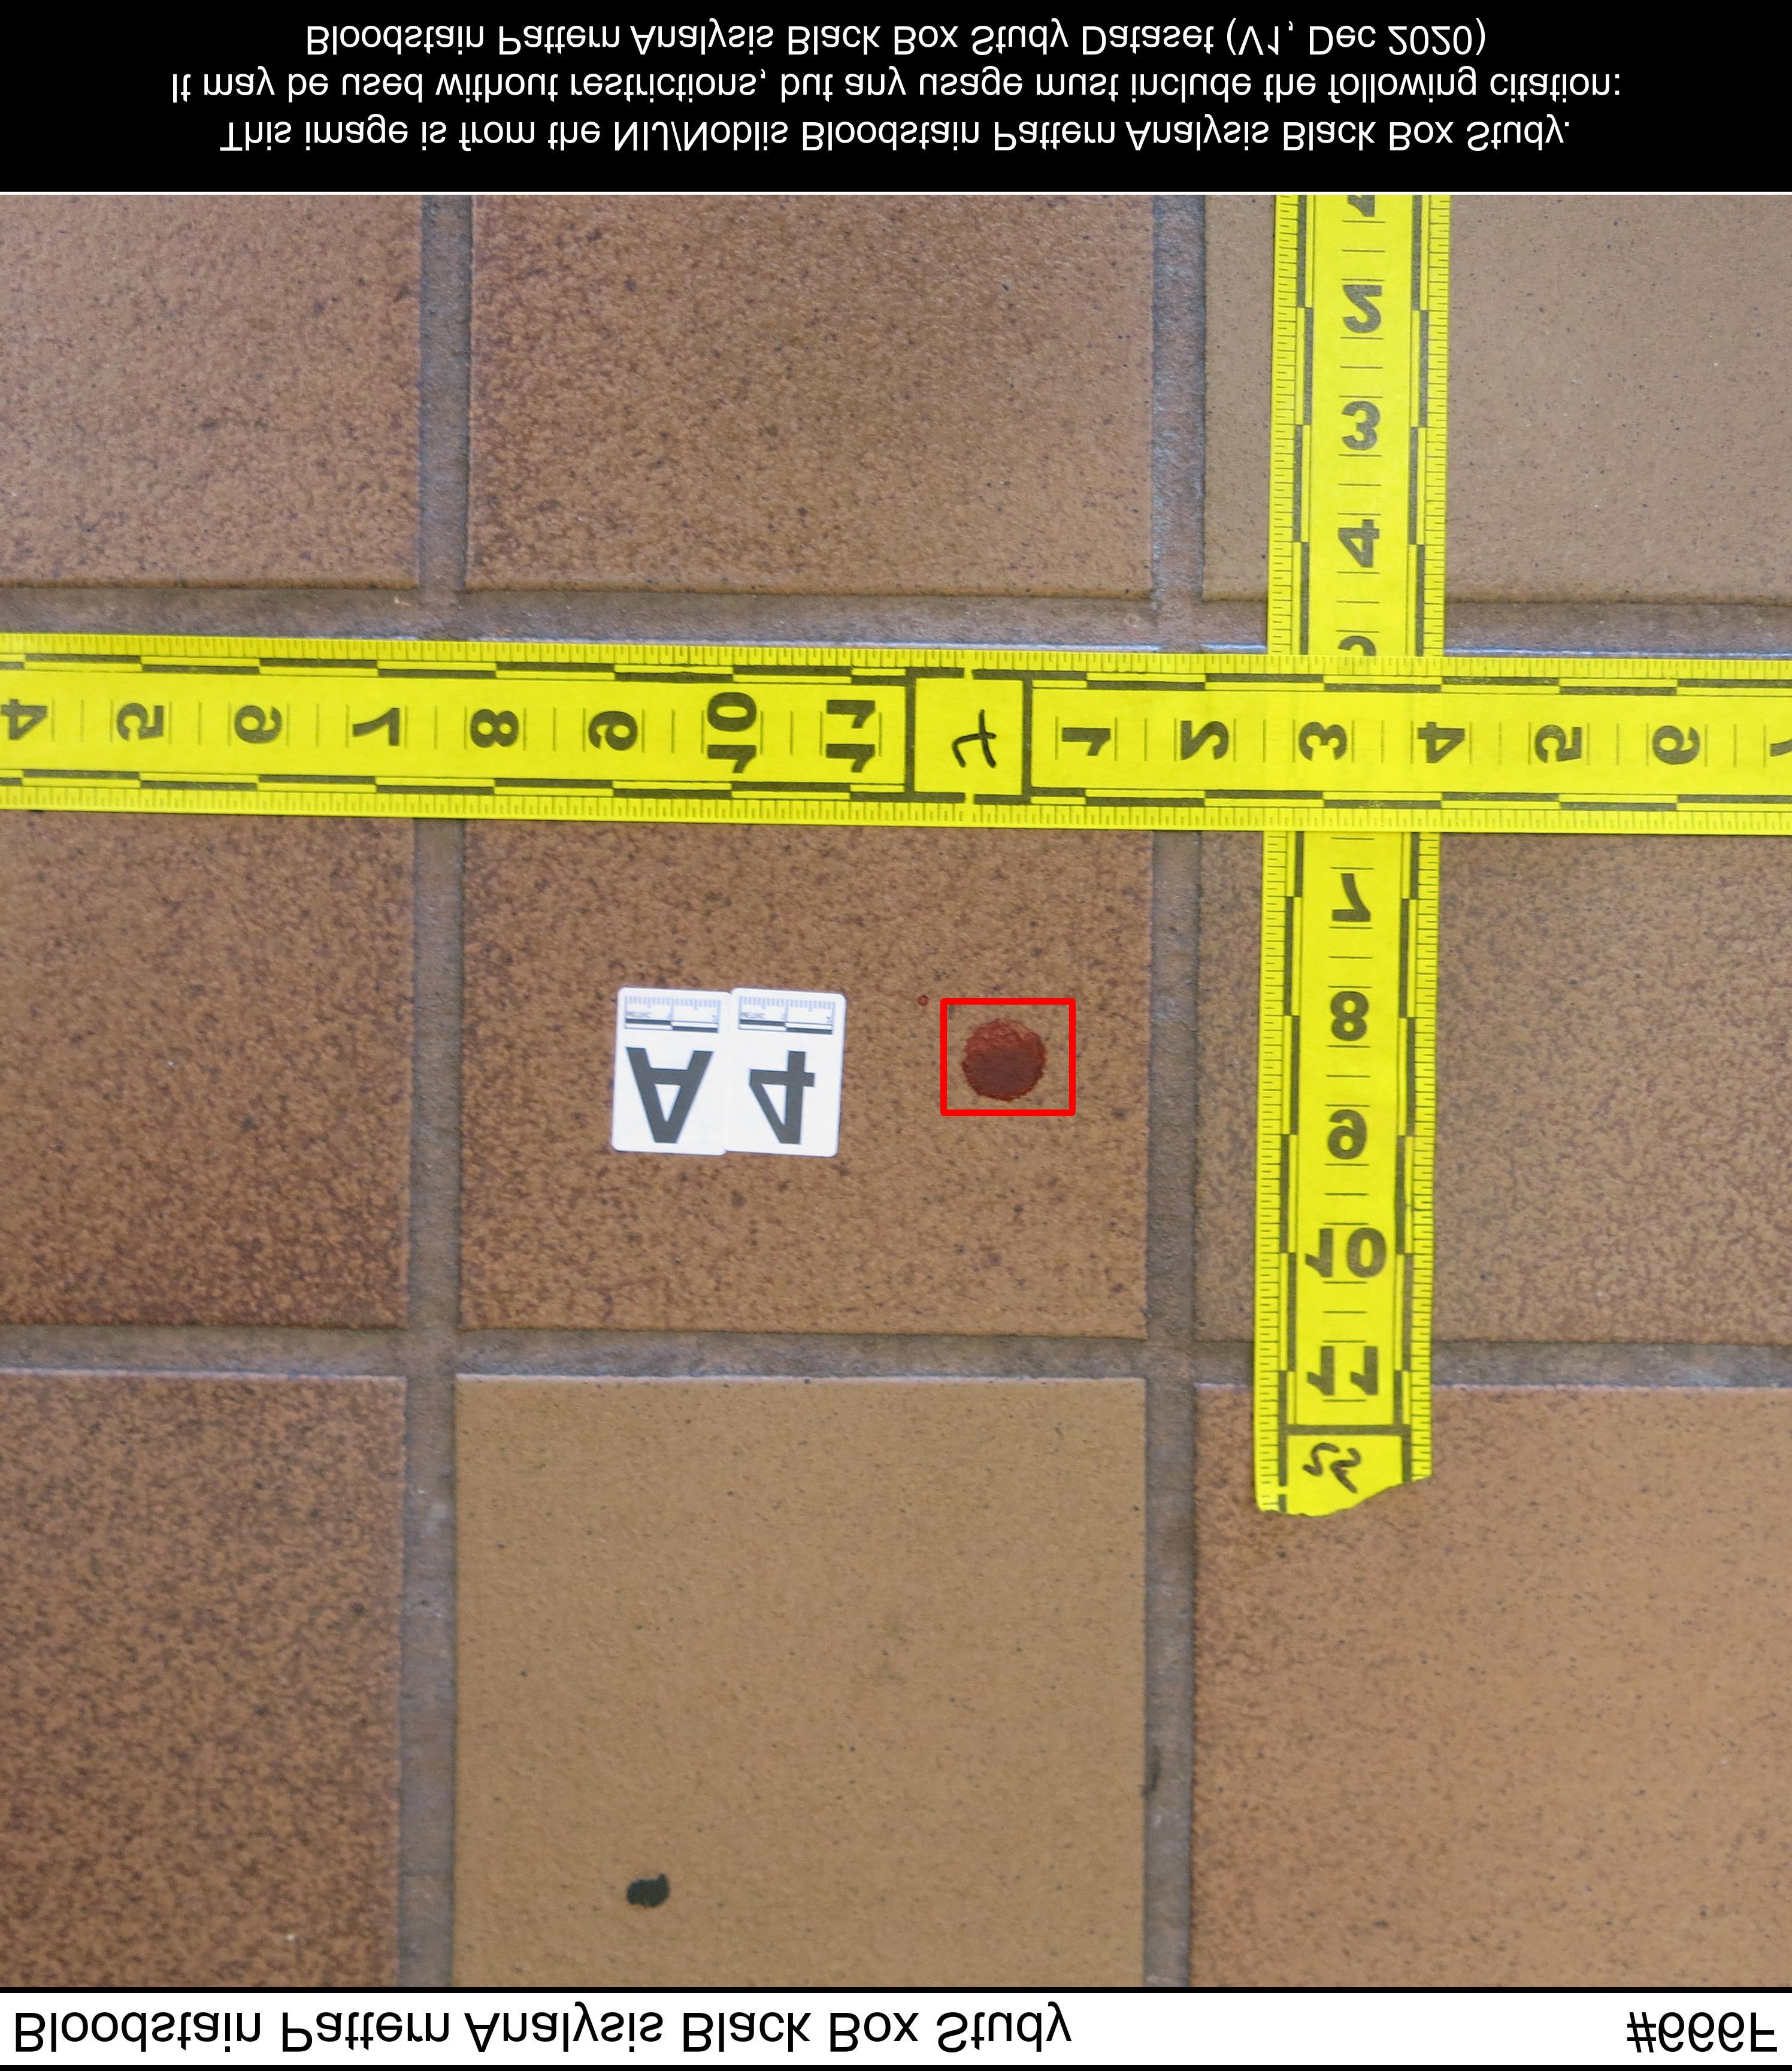 Bloodstain Pattern Analysis Black Box Study #666F
11
10
9
8
A 4
7
4 5 6 7 8 9 10 11 4 1 2 3 4 5 6
4
3
2
1
This image is from the NIJ/Noblis Bloodstain Pattern Analysis Black Box Study.
It may be used without restrictions, but any usage must include the following citation:
Bloodstain Pattern Analysis Black Box Study Dataset (V1, Dec 2020)